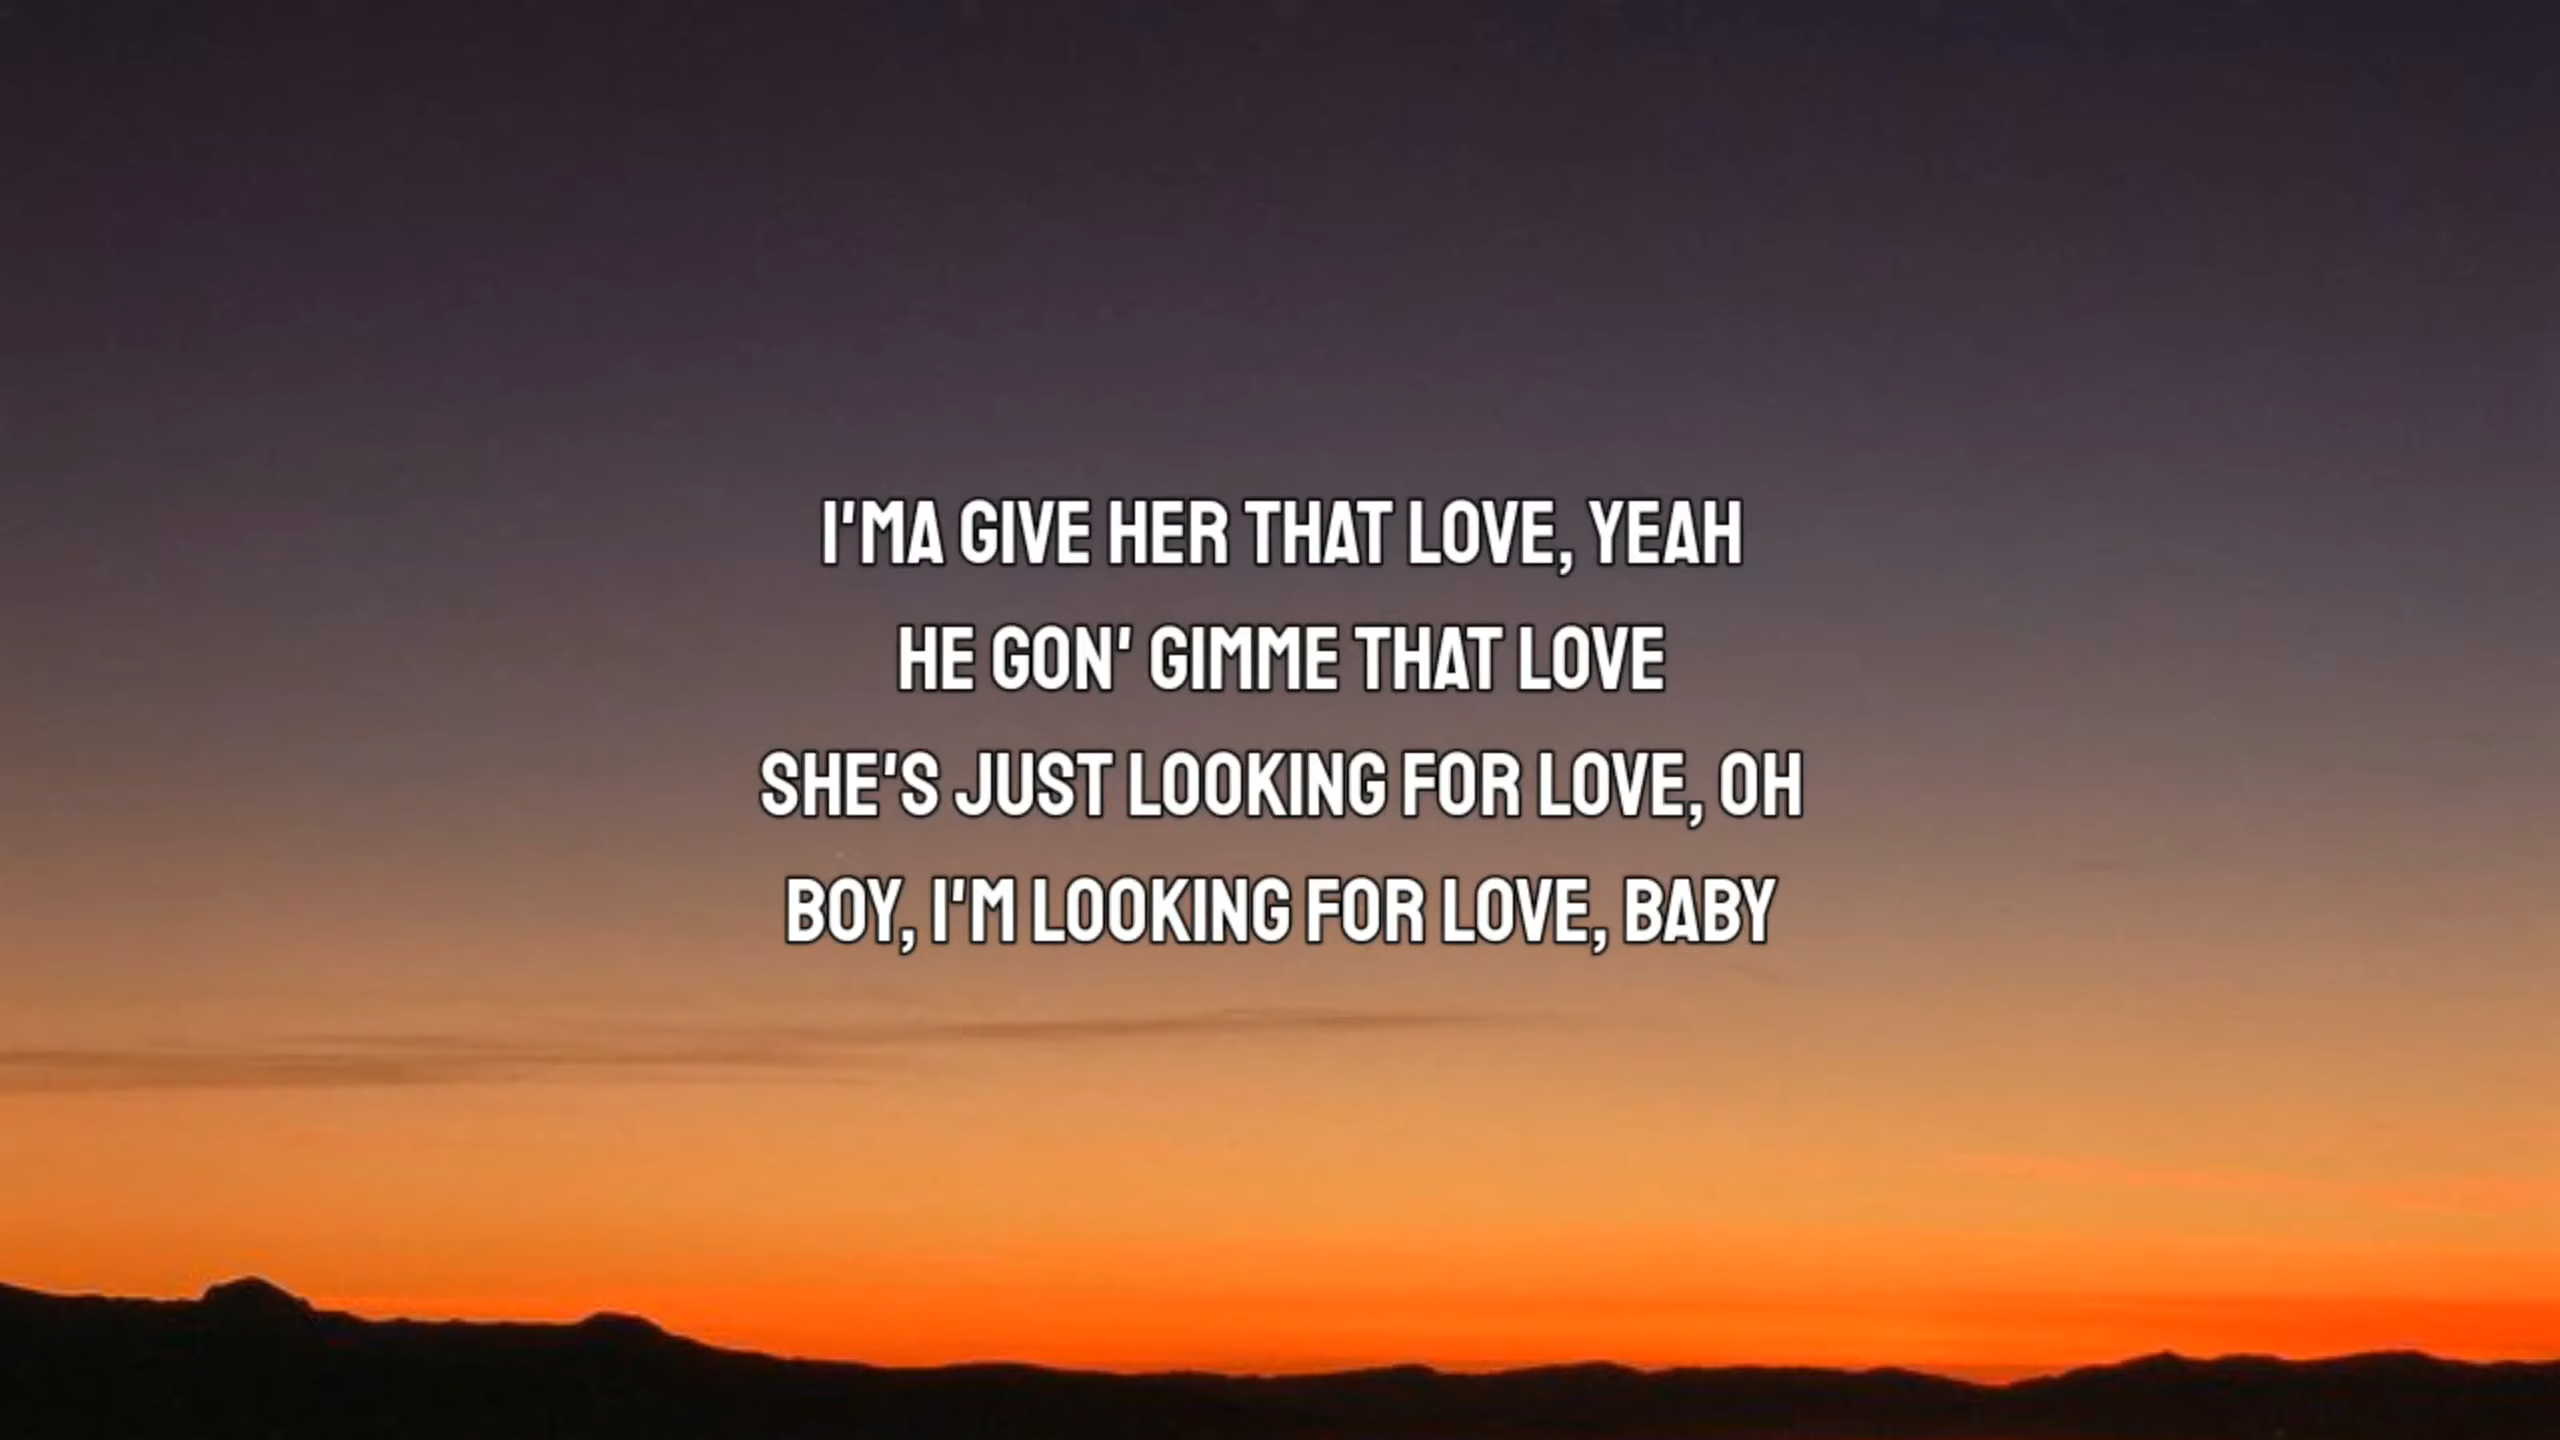 I'MA GIVE HER THAT LOVE, YEAH
HE GON' GIMME THAT LOVE
SHE'S JUST LOOKING FOR LOVE, OH
BOY, I'M LOOKING FOR LOVE, BABY